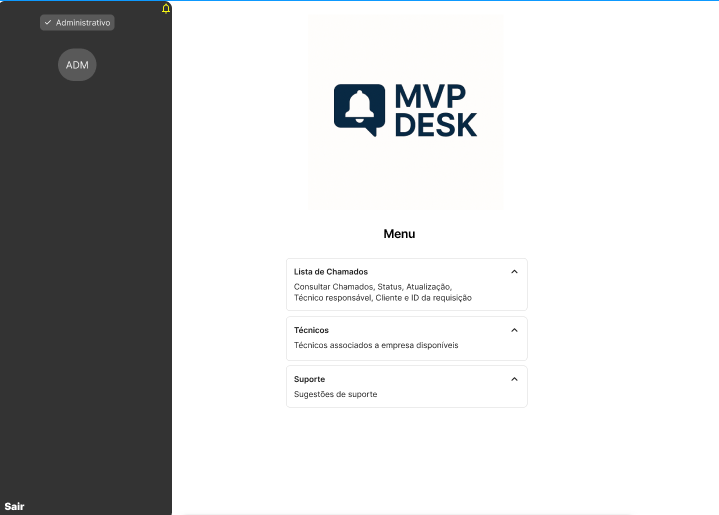 Administrativo
ADM
MVP
DESK
Menu
Lista de Chamados
Consultar Chamados, Status, Atualização,
Técnico responsável, Cliente e ID da requisição
Técnicos
Técnicos associados a empresa disponíveis
Suporte
Sugestões de suporte
Sair